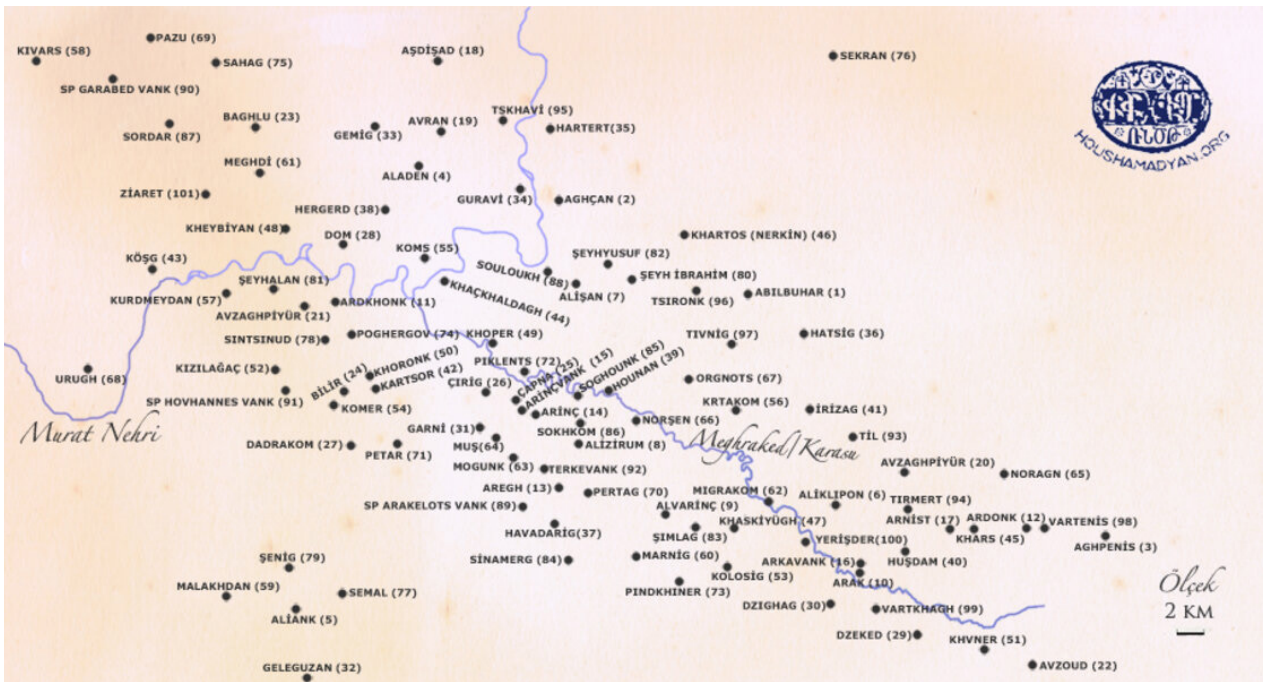 PAZU (69)
KIVARS (58)
AŞDİŞAD (18)
SEKRAN (76)
SAHAG (75)
SP GARABED VANK (90)
TSKHAVİ (95)
BAGHLU (23)
AVRAN (19)
HARTERT(35)
SORDAR (87)
GEMİG (33)
HOUSHAMADYAN.ORG
MEGHDİ (61)
ALADEN (4)
ZİARET (101)
GURAVİ (34)
AGHÇAN (2)
HERGERD (38)
KHEYBİYAN (48)
DOM (28)
KHARTOS (NERKİN) (46)
KOMS (55)
ŞEYHYUSUF (82)
KÖŞG (43)
SOULOUKH (88)
ŞEYH İBRAHİM (80)
ŞEYHALAN (81)
KHAÇKHALDAGH (44)
ALİŞAN (7)
TSIRONK (96)
ABILBUHAR (1)
KURDMEYDAN (57)
ARDKHONK (11)
AVZAGHPİYÜR (21)
SINTSINUD (78)
POGHERGOV (74)
KHOPER (49)
TIVNİG (97)
HATSİG (36)
URUGH (68)
KIZILAĞAÇ (52)
BİLİR (24)
KHORONK (50)
KARTSOR (42)
PIKLENTS (72)
ÇAPNA (25)
ARİNÇVANK (15)
SOGHOUNK (85)
HOUNAN (39)
ORGNOTS (67)
ÇIRİG (26)
SP HOVHANNES VANK (91)
KOMER (54)
ARİNÇ (14)
KRTAKOM (56)
İRİZAG (41)
Murat Nehri
GARNİ (31)
SOKHKOM (86)
NORŞEN (66)
DADRAKOM (27)
PETAR (71)
MUŞ(64)
ALİZİRUM (8)
Meghraked/Karasu
TİL (93)
MOGUNK (63)
TERKEVANK (92)
AVZAGHPİYÜR (20)
NORAGN (65)
AREGH (13)
PERTAG (70)
MIGRAKOM (62)
ALİKLIPON (6)
TIRMERT (94)
SP ARAKELOTS VANK (89)
ALVARİNÇ (9)
KHASKİYUGH (47)
ARNİST (17)
ARDONK (12)
VARTENİS (98)
HAVADARİG(37)
ŞIMLAG (83)
YERİŞDER(100)
KHARS (45)
AGHPENİS (3)
ŞENİG (79)
SİNAMERG (84)
MARNİG (60)
ARKAVANK (16)
HUŞDAM (40)
MALAKHDAN (59)
SEMAL (77)
PINDKHINER (73)
KOLOSİG (53)
ARAK (10)
Ölçek
2 KM
ALİANK (5)
DZIGHAG (30)
VARTKHAGH (99)
DZEKED (29)
KHVNER (51)
GELEGUZAN (32)
AVZOUD (22)